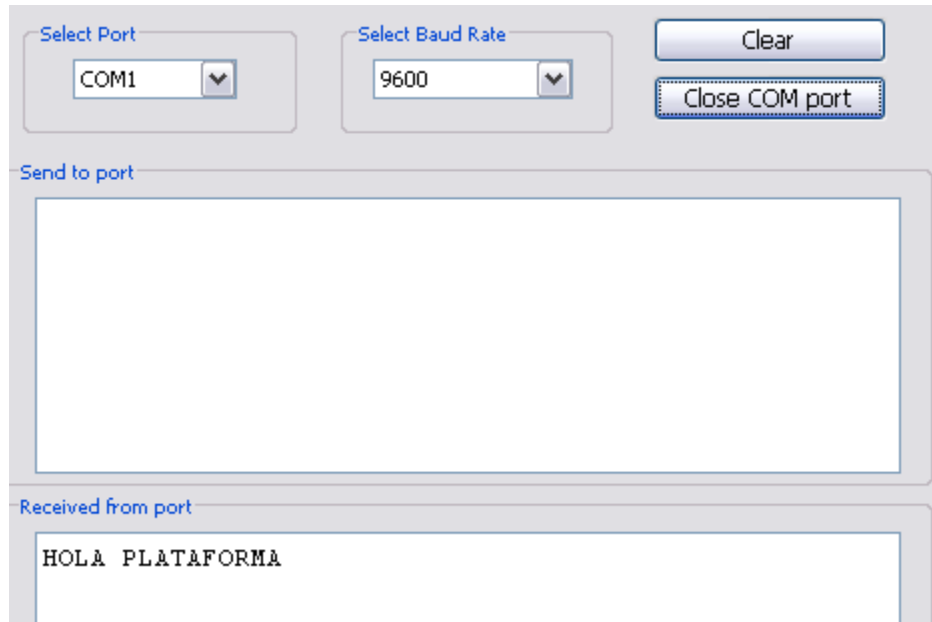 Select Port
COM1
Select Baud Rate
9600
Clear
Close COM port
Send to port
Received from port
HOLA PLATAFORMA